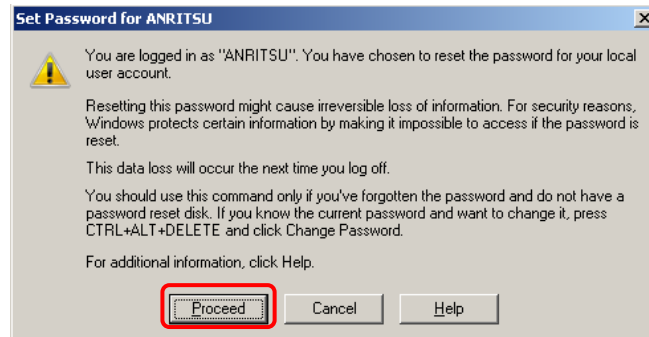 Set Password for ANRITSU
You are logged in as "ANRITSU". You have chosen to reset the password for your local
user account.
Resetting this password might cause irreversible loss of information. For security reasons,
Windows protects certain information by making it impossible to access if the password is
reset.
This data loss will occur the next time you log off.
You should use this command only if you've forgotten the password and do not have a
password reset disk. If you know the current password and want to change it, press
CTRL+ALT+DELETE and click Change Password.
For additional information, click Help.
Proceed Cancel Help